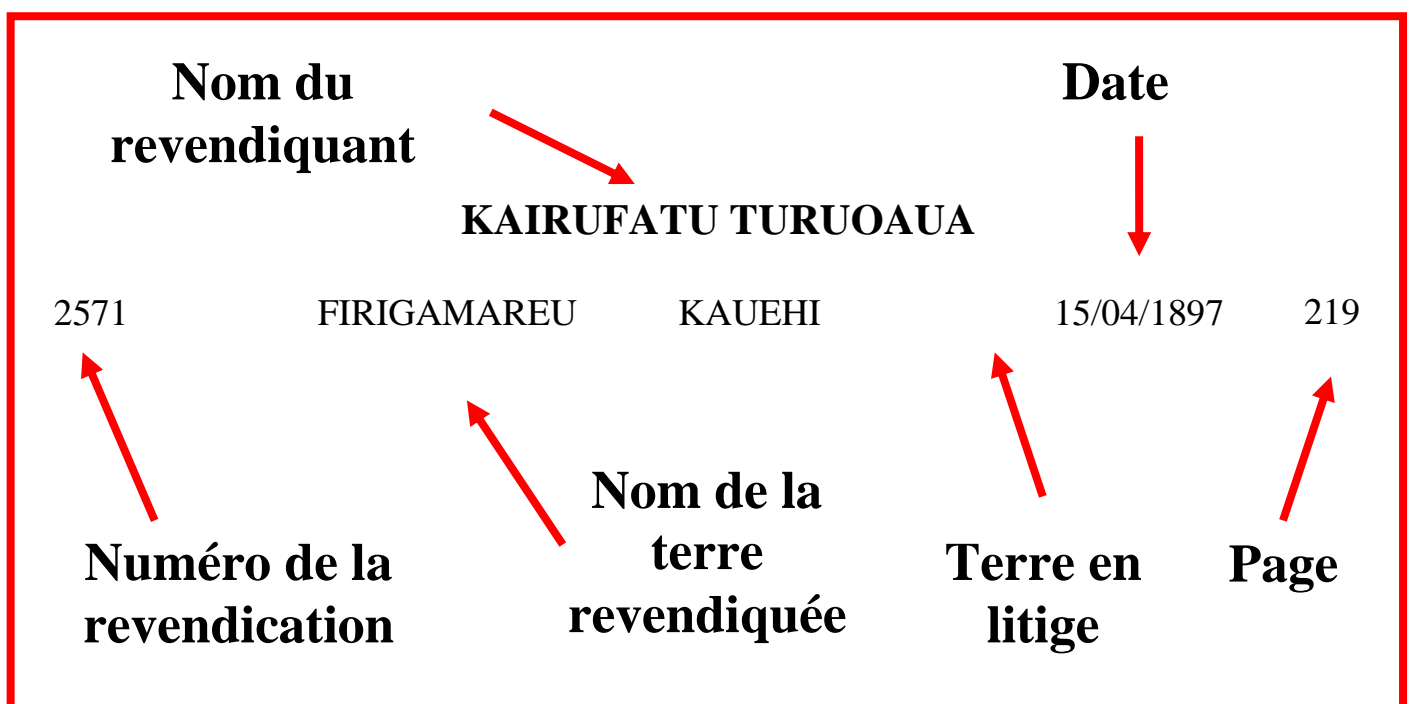 Nom du
revendiquant
Date
KAIRUFATU TURUOAUA
2571 FIRIGAMAREU KAUEHI 15/04/1897 219
Numéro de la
revendication
Nom de la
terre
revendiquée
Terre en
litige
Page